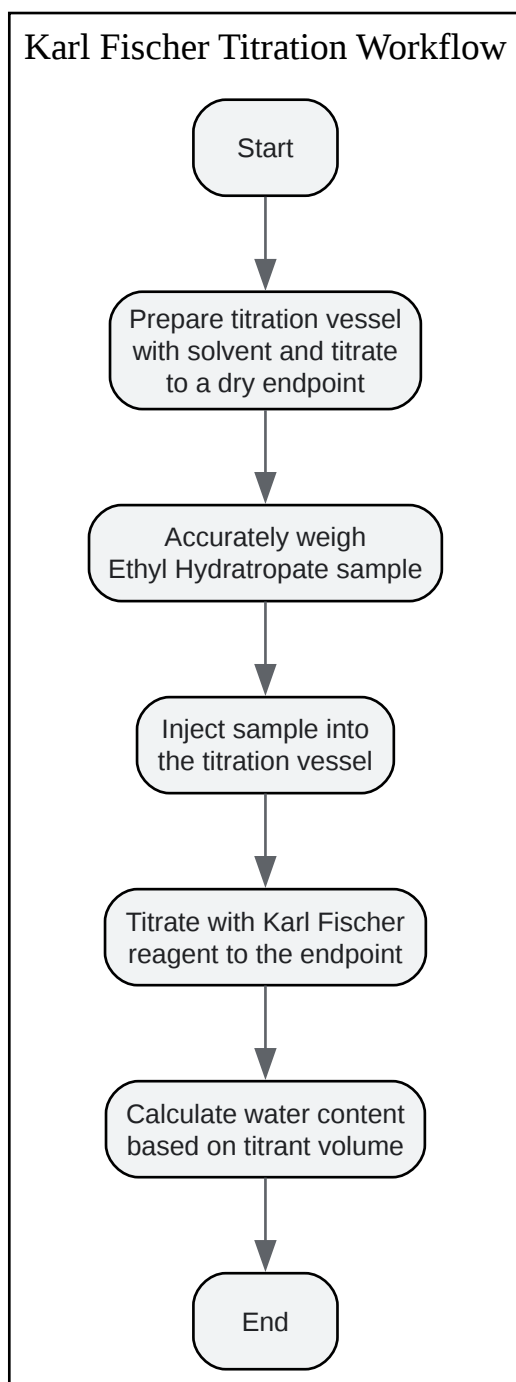 Karl Fischer Titration Workflow
Start
Prepare titration vessel
with solvent and titrate
to a dry endpoint
Accurately weigh
Ethyl Hydratropate sample
Inject sample into
the titration vessel
Titrate with Karl Fischer
reagent to the endpoint
Calculate water content
based on titrant volume
End